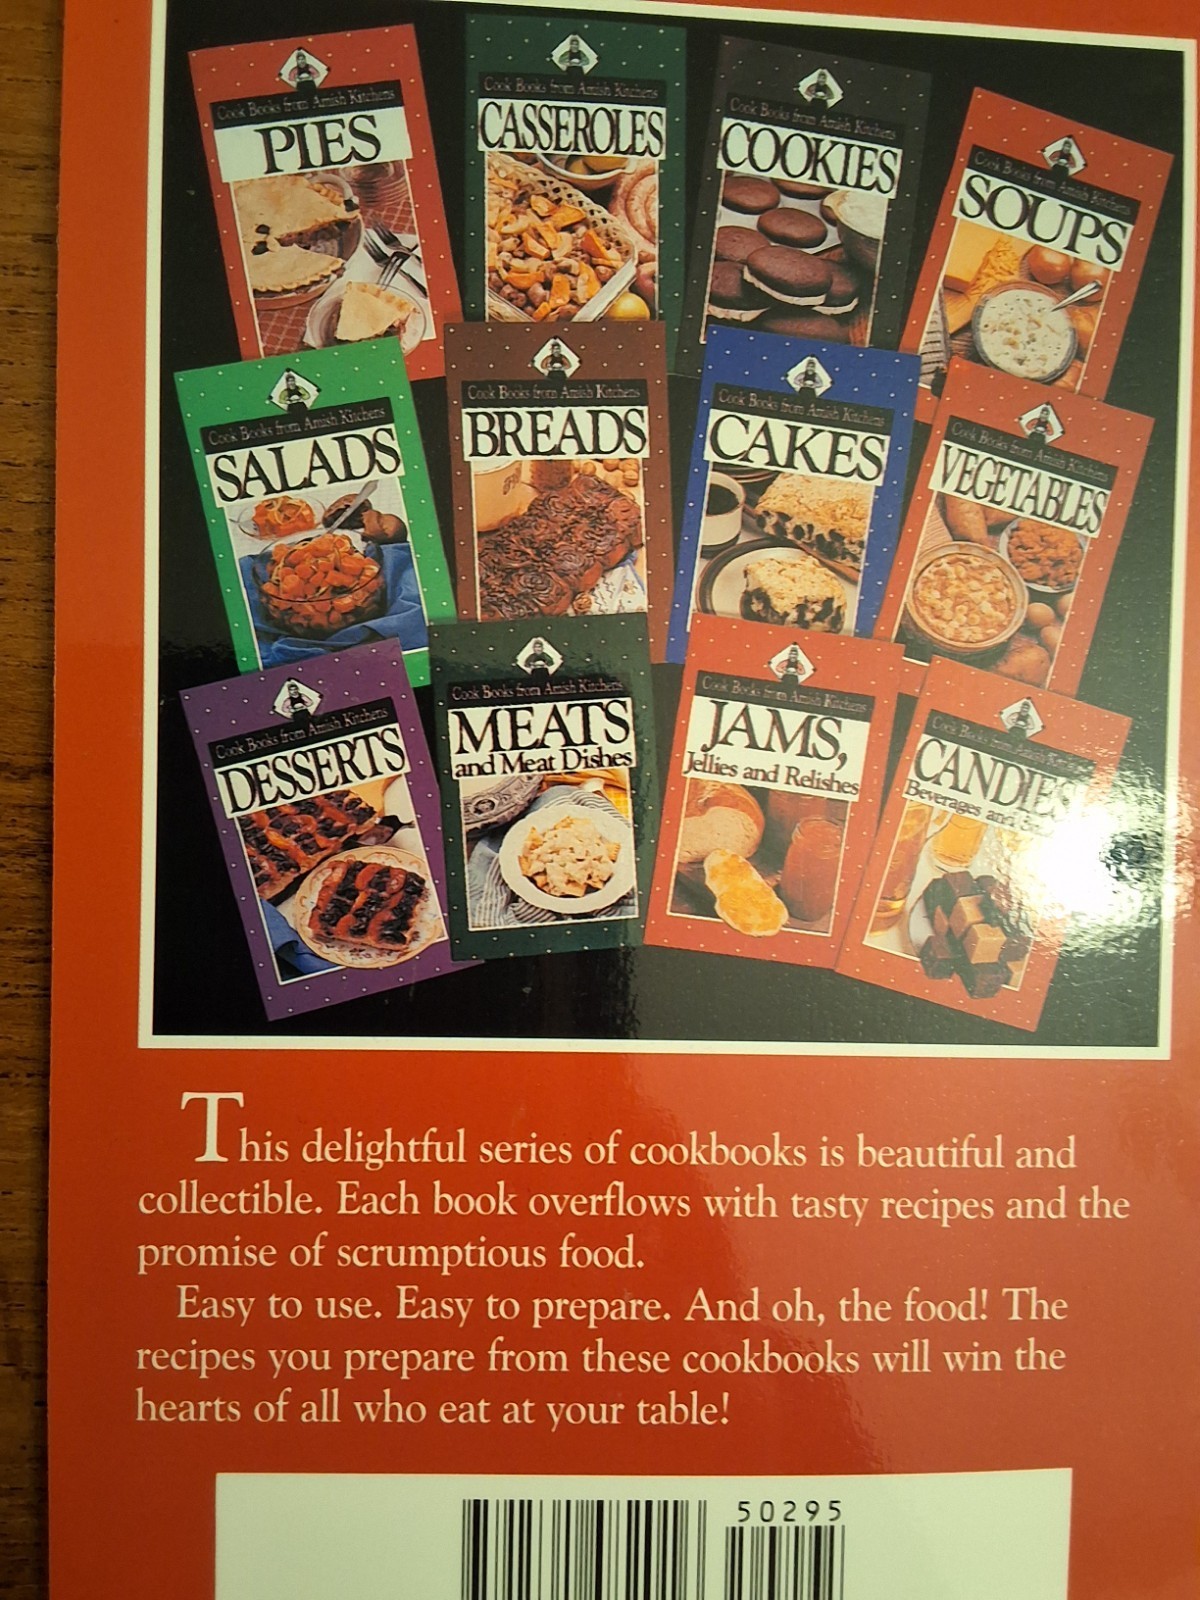 Cook Books from Amish Kitchens
PIES
Cook Books from Amish Kitchens
CASSEROLES
Cook Books from Amish Kitchens
COOKIES
Cook Books from Amish Kitchens
SOUPS
Cook Books from Amish Kitchens
SALADS
Cook Books from Amish Kitchens
BREADS
Cook Books from Amish Kitchens
CAKES
Cook Books from Amish Kitchens
VEGETABLES
Cook Books from Amish Kitchens
DESSERTS
Cook Books from Amish Kitchens
MEATS
and Meat Dishes
Cook Books from Amish Kitchens
JAMS,
Jellies and Relishes
Cook Books from Amish
CANDIES
Beverages and
This delightful series of cookbooks is beautiful and
collectible. Each book overflows with tasty recipes and the
promise of scrumptious food.
Easy to use. Easy to prepare. And oh, the food! The
recipes you prepare from these cookbooks will win the
hearts of all who eat at your table!
50295